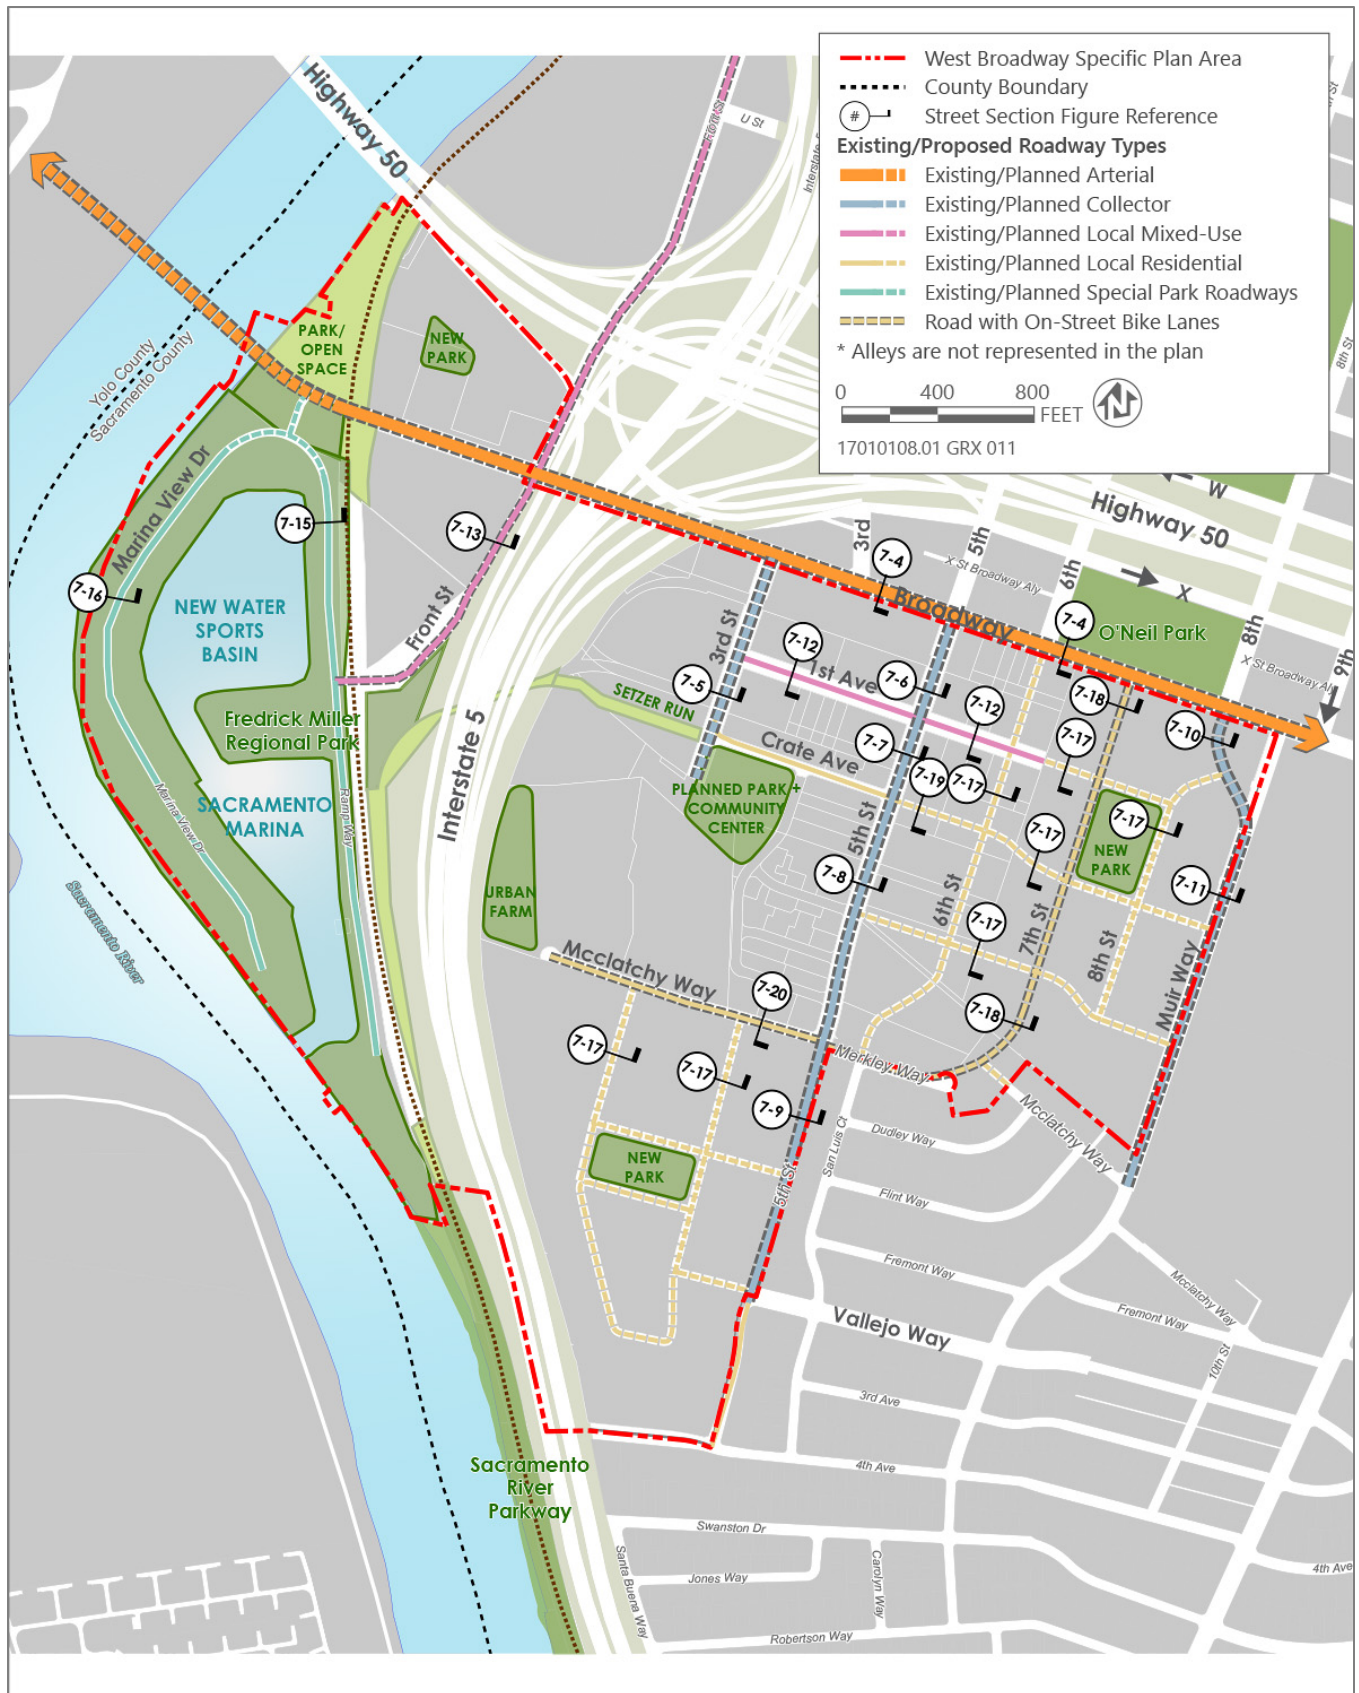 West Broadway Specific Plan Area
County Boundary
# Street Section Figure Reference
Existing/Proposed Roadway Types
Existing/Planned Arterial
Existing/Planned Collector
Existing/Planned Local Mixed-Use
Existing/Planned Local Residential
Existing/Planned Special Park Roadways
Road with On-Street Bike Lanes
* Alleys are not represented in the plan
0 400 800
FEET
17010108.01 GRX 011
Highway 50
U St
8th St
PARK/
OPEN
SPACE
NEW
PARK
Yolo County
Sacramento County
W
Highway 50
Marina View Dr
7-15
7-13
3rd
7-4
5th
X St Broadway Aly
6th
X
Broadway
7-4
O'Neil Park
8th
X St Broadway Aly
9th
7-16
NEW WATER
SPORTS
BASIN
Front St
3rd St
7-12
1st Ave
7-6
7-5
7-12
7-18
7-10
7-17
SETZER RUN
Crate Ave
7-7
7-19
7-17
Fredrick Miller
Regional Park
Interstate 5
PLANNED PARK +
COMMUNITY
CENTER
SACRAMENTO
MARINA
Marina View Dr
Ramp Way
5th St
7-17
7-17
NEW
PARK
7-8
7-11
URBAN
FARM
6th St
7-17
7th St
8th St
Sacramento River
Mcclatchy Way
7-20
7-18
Muir Way
7-17
7-17
Merkley Way
7-9
Mcclatchy Way
San Luis Ct
Dudley Way
NEW
PARK
5th St
Flint Way
Fremont Way
Mcclatchy Way
Fremont Way
Vallejo Way
10th St
3rd Ave
4th Ave
Sacramento
River
Parkway
Swanston Dr
Santa Buena Way
Jones Way
Carolyn Way
4th Ave
Robertson Way